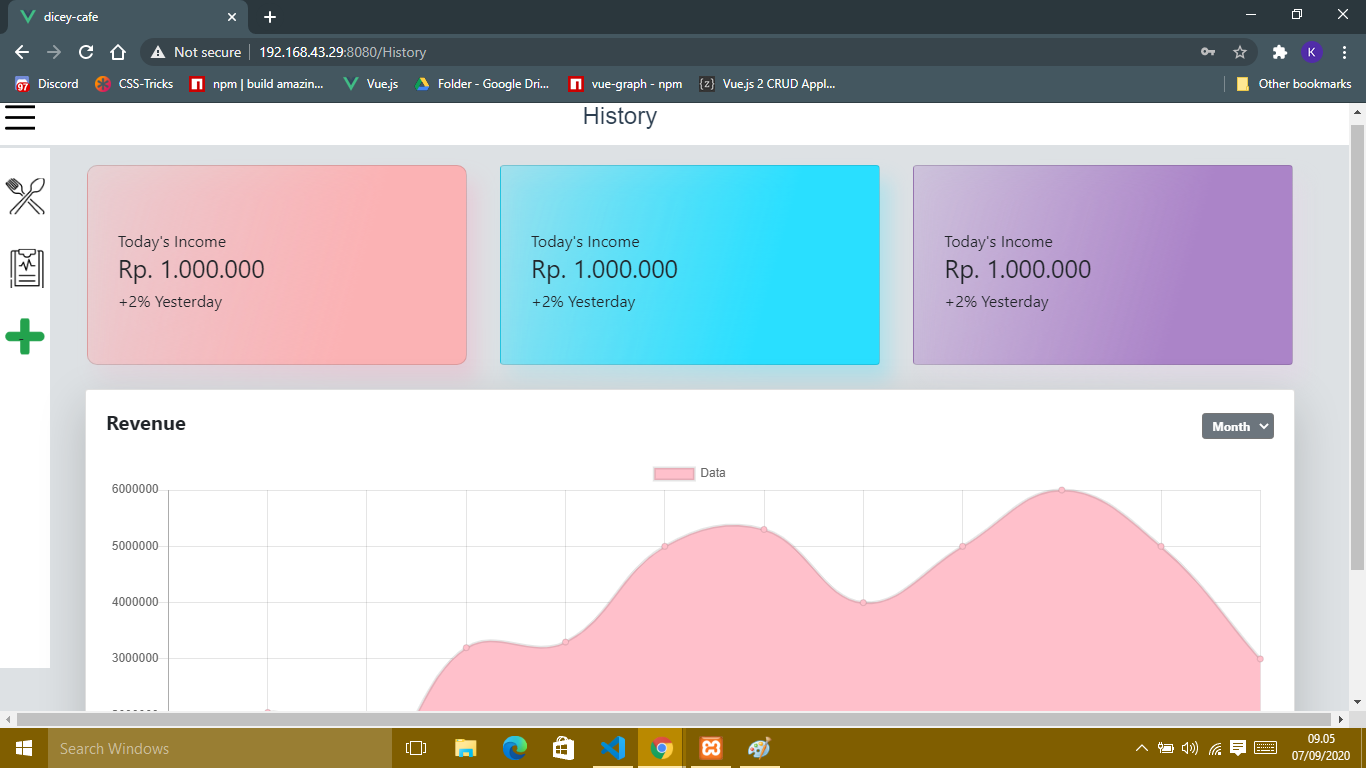 dicey-cafe
Not secure 192.168.43.29:8080/History
K
97 Discord CSS-Tricks npm | build amazin... Vue.js Folder - Google Dri... vue-graph - npm {z} Vue.js 2 CRUD Appl... Other bookmarks
History
Today's Income
Rp. 1.000.000
+2% Yesterday
Today's Income
Rp. 1.000.000
+2% Yesterday
Today's Income
Rp. 1.000.000
+2% Yesterday
Revenue
Month
Data
6000000
5000000
4000000
3000000
Search Windows
09.05
07/09/2020